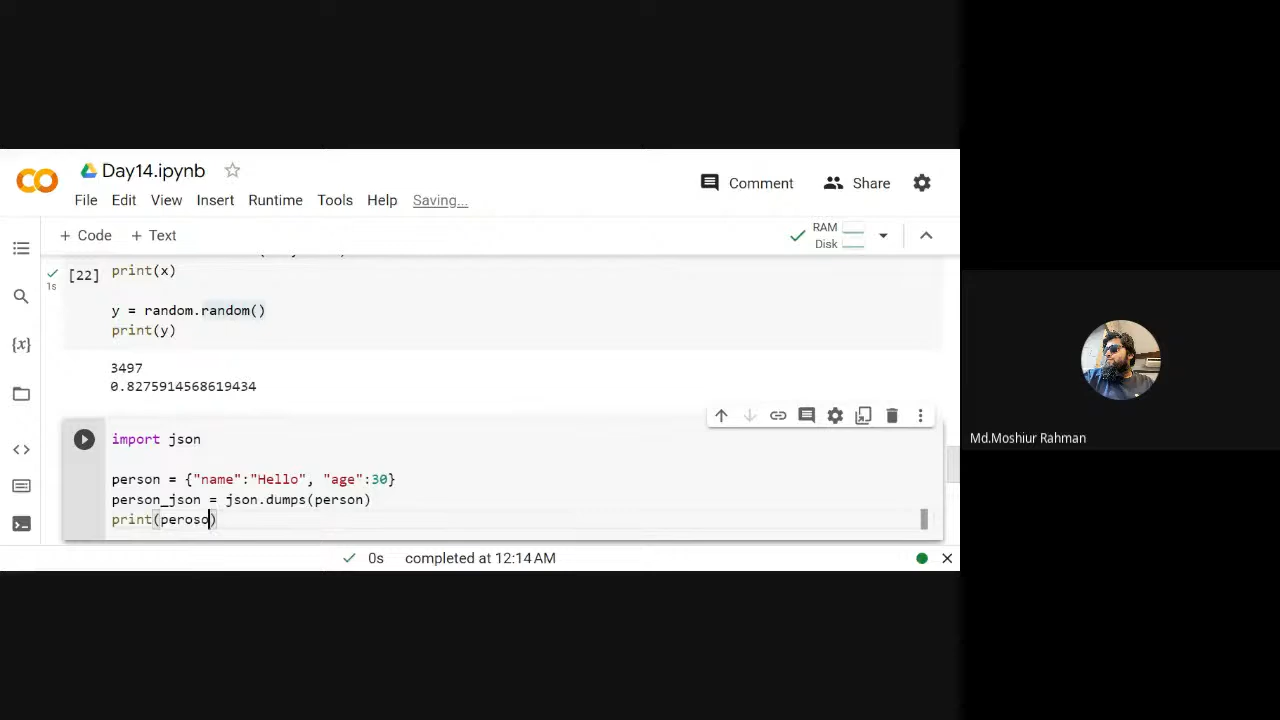 Day14.ipynb
Comment
Share
File Edit View Insert Runtime Tools Help Saving...
+ Code + Text
RAM
Disk
[22]
1s
print(x)
y = random.random()
print(y)
3497
0.8275914568619434
import json
person = {"name":"Hello", "age":30}
person_json = json.dumps(person)
print(peroso)
0s completed at 12:14 AM
Md.Moshiur Rahman